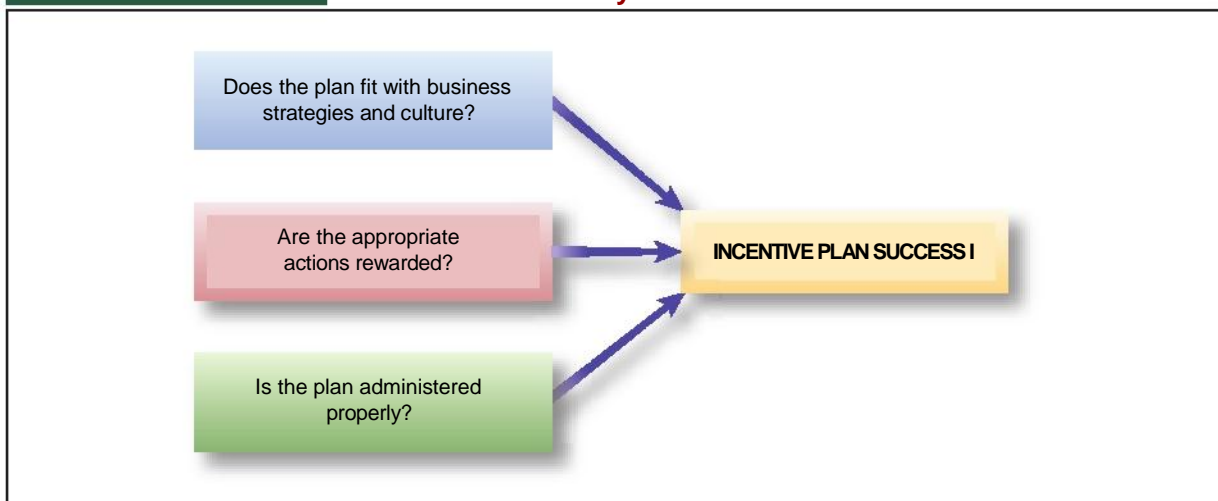 Does the plan fit with business
strategies and culture?
Are the appropriate
actions rewarded?
INCENTIVE PLAN SUCCESS I
Is the plan administered
properly?